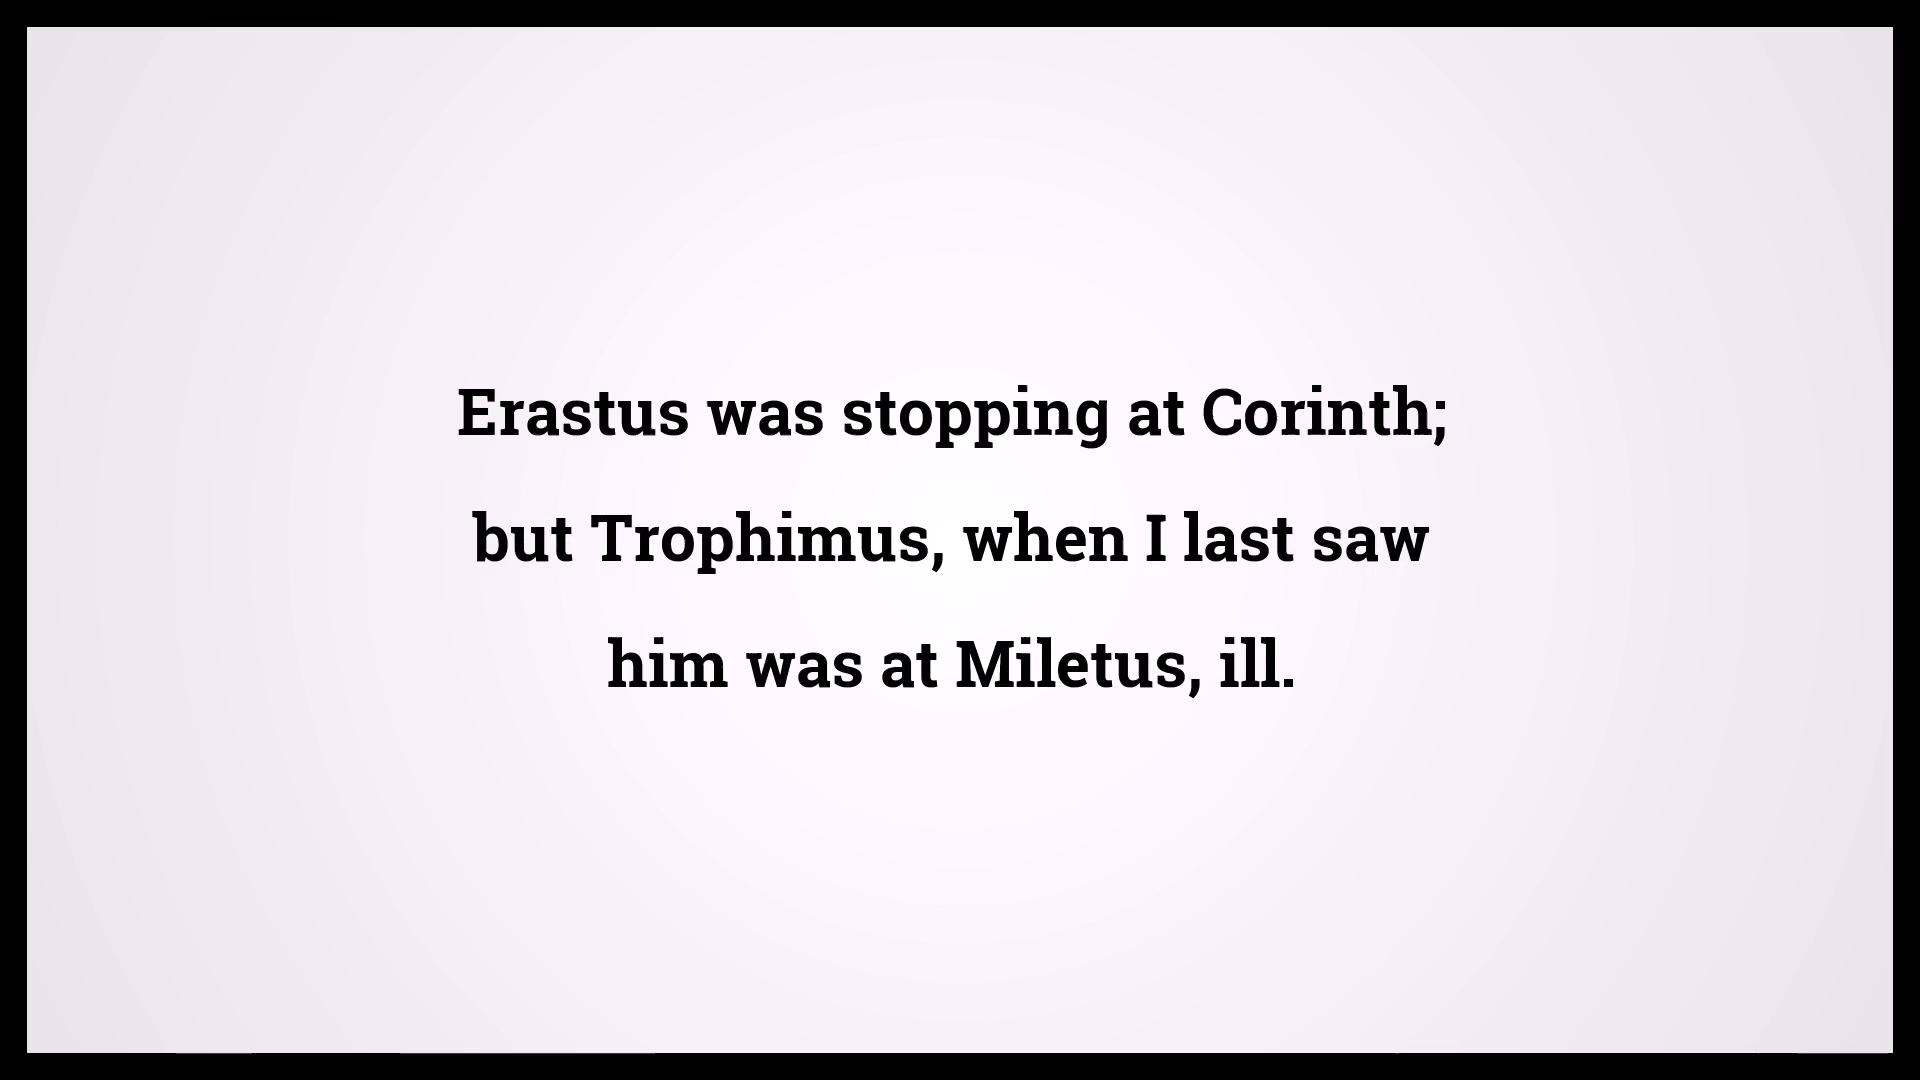 Erastus was stopping at Corinth;
but Trophimus, when I last saw
him was at Miletus, ill.